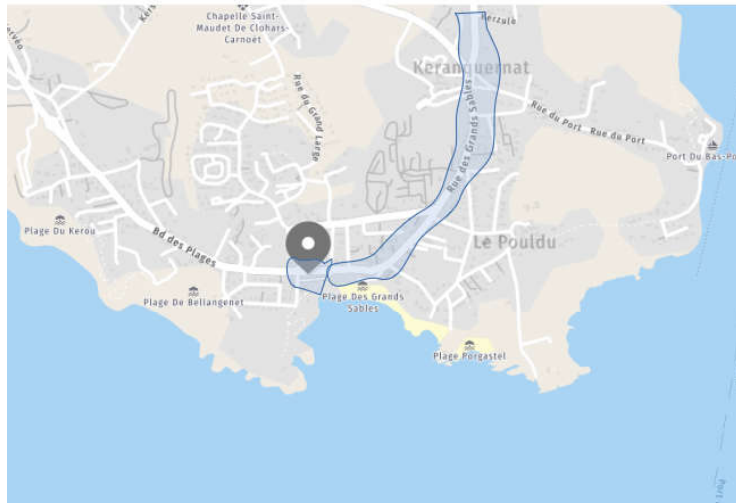 Chapelle Saint-
Maudet De Clohars-
Carnoët
Kerzulé
Keranquernat
Rue du Grand Large
Rue des Grands Sables
Rue du Port
Rue du Port
Port Du Bas-Po
Plage Du Kerou
Bd des Plages
Le Pouldu
Plage De Bellangenet
Plage Des Grands
Sables
Plage Porgastel
Port-